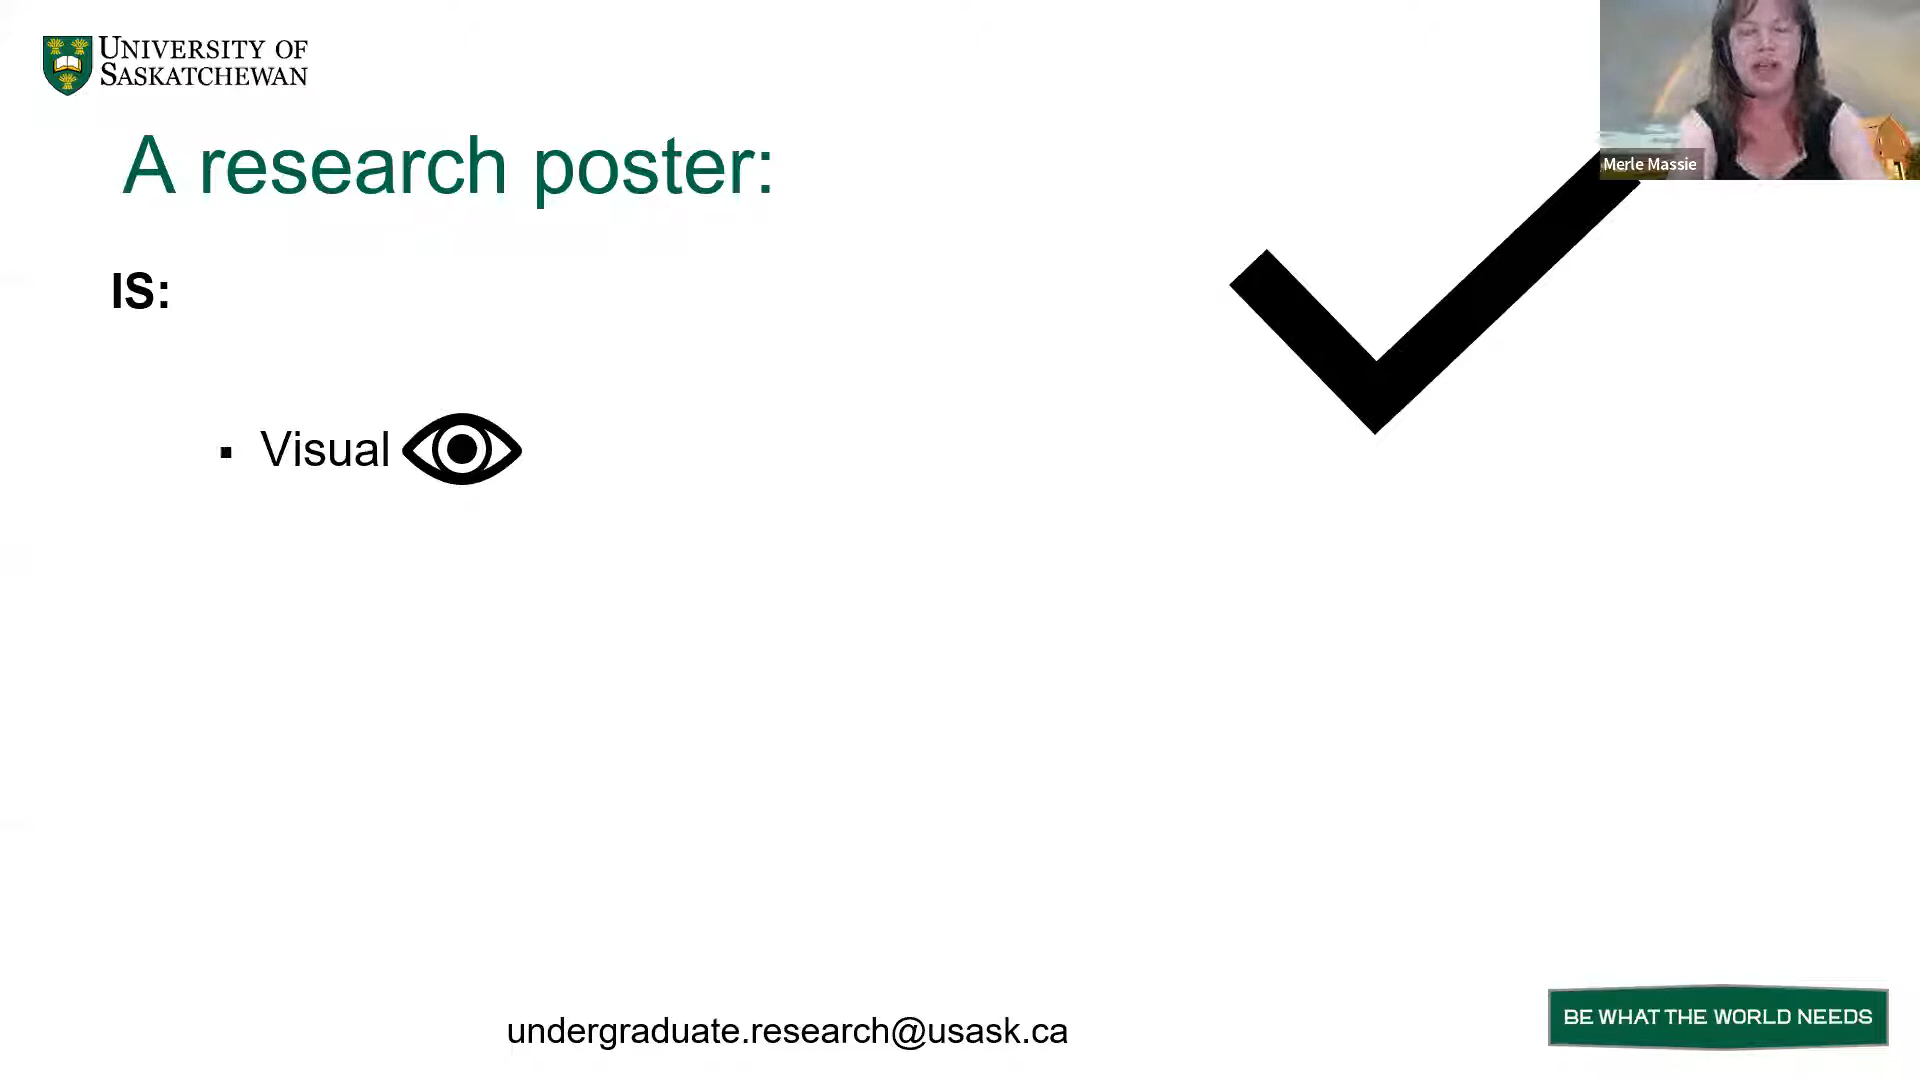 UNIVERSITY OF
SASKATCHEWAN
Merle Massie
A research poster:
IS:
▪ Visual
undergraduate.research@usask.ca
BE WHAT THE WORLD NEEDS